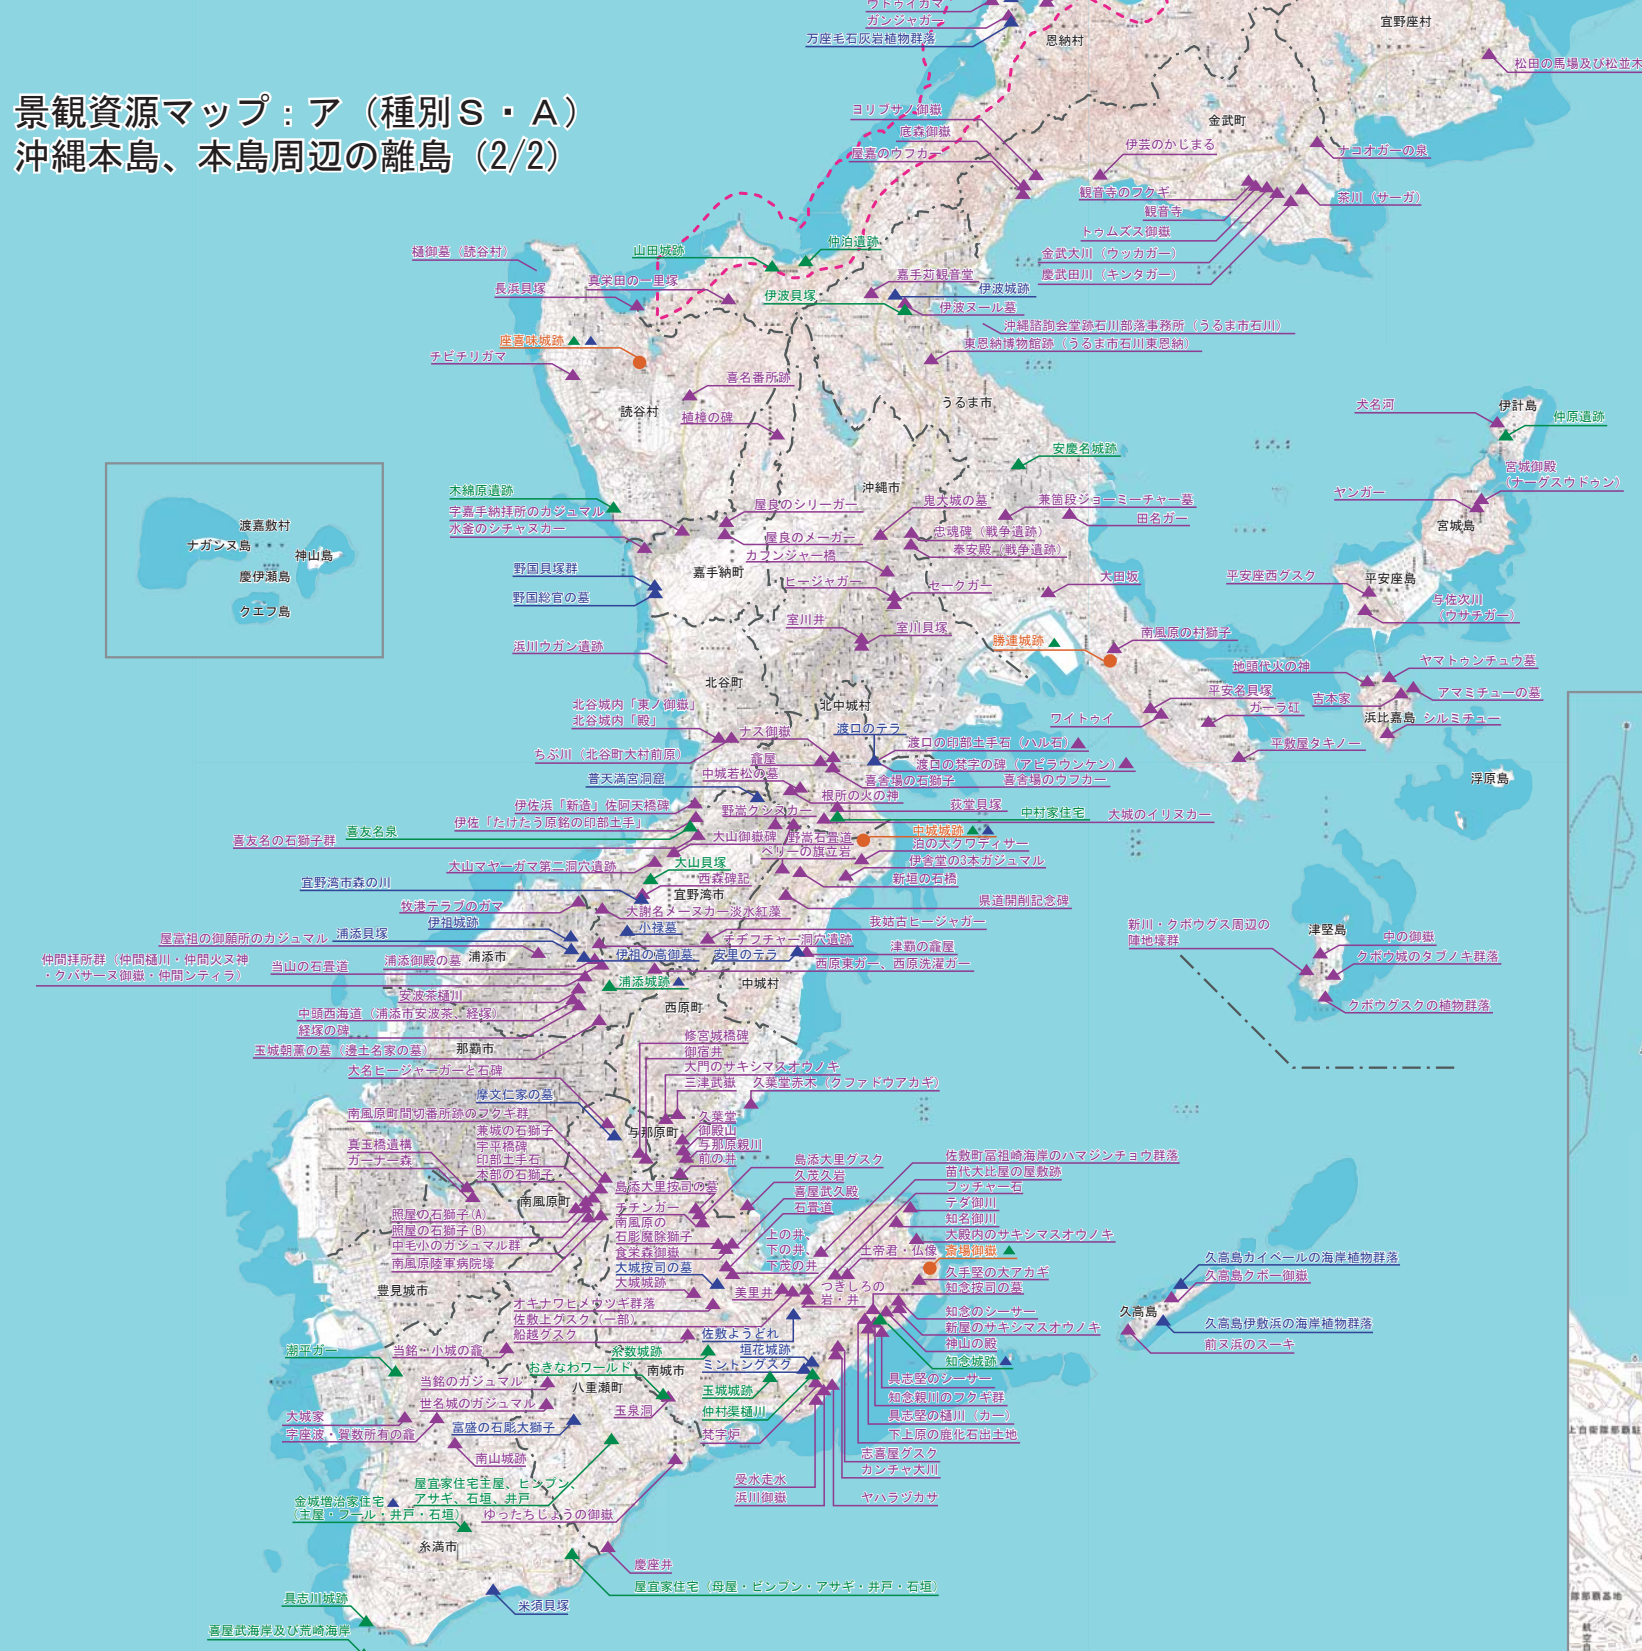 景観資源マップ：ア（種別Ｓ・Ａ）
沖縄本島、本島周辺の離島（2/2）
ガンジャガー
万座毛石灰岩植物群落
恩納村
宜野座村
松田の馬場及び松並木
ヨリブサノ御嶽
底森御嶽
屋嘉のウフカー
金武町
伊芸のかじまる
ナコオガーの泉
観音寺のフクギ
観音寺
茶川（サーガ）
トゥムズス御嶽
金武大川（ウッカガー）
慶武田川（キンタガー）
樋御墓（読谷村）
山田城跡
仲泊遺跡
長浜貝塚
真栄田の一里塚
嘉手苅観音堂
伊波城跡
伊波貝塚
伊波ヌール墓
沖縄諮詢会堂跡石川部落事務所（うるま市石川）
東恩納博物館跡（うるま市石川東恩納）
座喜味城跡
チビチリガマ
喜名番所跡
読谷村
植樟の碑
うるま市
犬名河
伊計島
仲原遺跡
安慶名城跡
沖縄市
宮城御殿
（ナーグスウドゥン）
ヤンガー
宮城島
木綿原遺跡
字嘉手納拝所のカジュマル
水釜のシチャヌカー
屋良のシリーガー
鬼大城の墓
兼箇段ジョーミーチャー墓
田名ガー
屋良のメーガー
忠魂碑（戦争遺跡）
奉安殿（戦争遺跡）
カフンジャー橋
渡嘉敷村
ナガンヌ島
神山島
慶伊瀬島
クエフ島
野国貝塚群
野国総官の墓
嘉手納町
ヒージャガー
セークガー
大田坂
平安座西グスク
平安座島
与佐次川
（ウサチガー）
室川井
室川貝塚
勝連城跡
南風原の村獅子
浜川ウガン遺跡
北谷町
地頭代火の神
ヤマトゥンチュウ墓
アマミチューの墓
吉本家
浜比嘉島
シルミチュー
平安名貝塚
ガーラ矼
ワイトゥイ
平敷屋タキノー
浮原島
北谷城内「東ノ御嶽」
北谷城内「殿」
北中城村
ナス御嶽
渡口のテラ
渡口の印部土手石（ハル石）
渡口の梵字の碑（アビラウンケン）
ちぶ川（北谷町大村前原）
龕屋
中城若松の墓
喜舎場の石獅子
喜舎場のウフカー
普天満宮洞窟
根所の火の神
荻堂貝塚
中村家住宅
大城のイリヌカー
伊佐浜「新造」佐阿天橋碑
伊佐「たけたう原銘の印部土手」
野嵩クシヌカー
喜友名泉
喜友名の石獅子群
大山御嶽碑
野嵩石畳道
中城城跡
泊の大クワディサー
ペリーの旗立岩
伊舎堂の3本ガジュマル
大山マヤーガマ第二洞穴遺跡
大山貝塚
西森碑記
新垣の石橋
宜野湾市森の川
宜野湾市
県道開削記念碑
牧港テラブのガマ
大謝名メーヌカー淡水紅藻
伊祖城跡
小禄墓
我姑古ヒージャガー
屋富祖の御願所のカジュマル
浦添貝塚
チヂフチャー洞穴遺跡
津覇の龕屋
浦添御殿の墓
浦添市
伊祖の高御墓
安里のテラ
西原東ガー、西原洗濯ガー
仲間拝所群（仲間樋川・仲間火ヌ神
・クバサーヌ御嶽・仲間ンティラ）
当山の石畳道
浦添城跡
中城村
安波茶樋川
西原町
中頭西海道（浦添市安波茶、経塚）
経塚の碑
玉城朝薫の墓（邊土名家の墓）
那覇市
新川・クボウグス周辺の
陣地壕群
津堅島
中の御嶽
クボウ城のタブノキ群落
クボウグスクの植物群落
修宮城橋碑
御宿井
大門のサキシマスオウノキ
三津武嶽
久葉堂赤木（クファドウアカギ）
大名ヒージャーガーと石碑
摩文仁家の墓
南風原町間切番所跡のフクギ群
与那原町
久葉堂
御殿山
与那原親川
前の井
兼城の石獅子
宇平橋碑
印部土手石
本部の石獅子
真玉橋遺構
ガーナー森
南風原町
島添大里グスク
久茂久岩
喜屋武久殿
石畳道
佐敷町冨祖崎海岸のハマジンチョウ群落
苗代大比屋の屋敷跡
フッチャー石
テダ御川
知名御川
大殿内のサキシマスオウノキ
島添大里按司の墓
チチンガー
南風原の
石彫魔除獅子
食栄森御嶽
大城按司の墓
大城城跡
照屋の石獅子(A)
照屋の石獅子(B)
中毛小のガジュマル群
南風原陸軍病院壕
上の井、
下の井、
下茂の井
土帝君・仏像
斎場御嶽
久手堅の大アカギ
知念按司の墓
つきしろの
岩・井
美里井
豊見城市
久高島カイベールの海岸植物群落
久高島クボー御嶽
久高島
久高島伊敷浜の海岸植物群落
前ヌ浜のスーキ
オキナワヒメウツギ群落
佐敷上グスク（一部）
船越グスク
佐敷ようどれ
知念のシーサー
新屋のサキシマスオウノキ
神山の殿
知念城跡
潮平ガー
当銘・小城の龕
糸数城跡
垣花城跡
ミントングスク
おきなわワールド
南城市
具志堅のシーサー
知念親川のフクギ群
具志堅の樋川（カー）
下上原の鹿化石出土地
当銘のガジュマル
八重瀬町
玉城城跡
世名城のガジュマル
玉泉洞
仲村渠樋川
大城家
字座波・賀数所有の龕
富盛の石彫大獅子
梵字炉
南山城跡
志喜屋グスク
カンチャ大川
受水走水
浜川御嶽
ヤハラヅカサ
屋宜家住宅主屋、ヒンプン、
アサギ、石垣、井戸
金城増治家住宅
（主屋・フール・井戸・石垣）
ゆったちじょうの御嶽
糸満市
慶座井
屋宜家住宅（母屋・ヒンプン・アサギ・井戸・石垣）
具志川城跡
米須貝塚
喜屋武海岸及び荒崎海岸